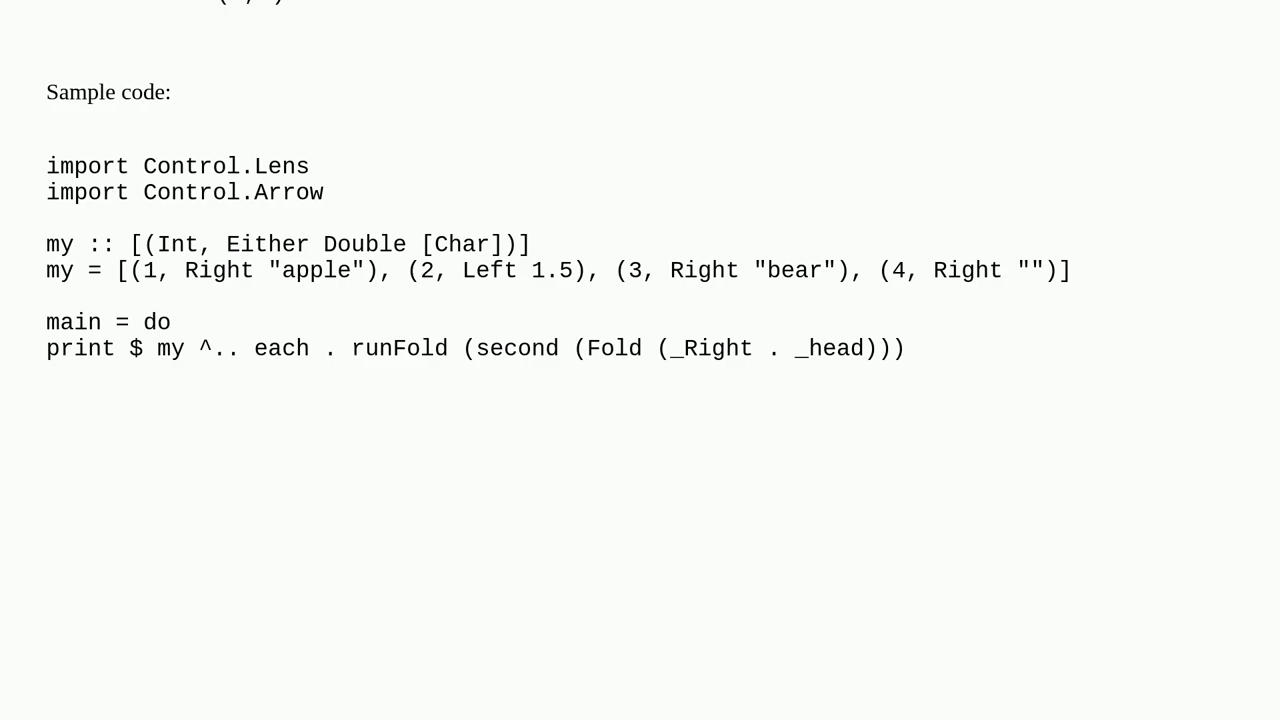 Sample code:
import Control.Lens
import Control.Arrow
my :: [(Int, Either Double [Char])]
my = [(1, Right "apple"), (2, Left 1.5), (3, Right "bear"), (4, Right "")]
main = do
print $ my ^.. each . runFold (second (Fold (_Right . _head)))